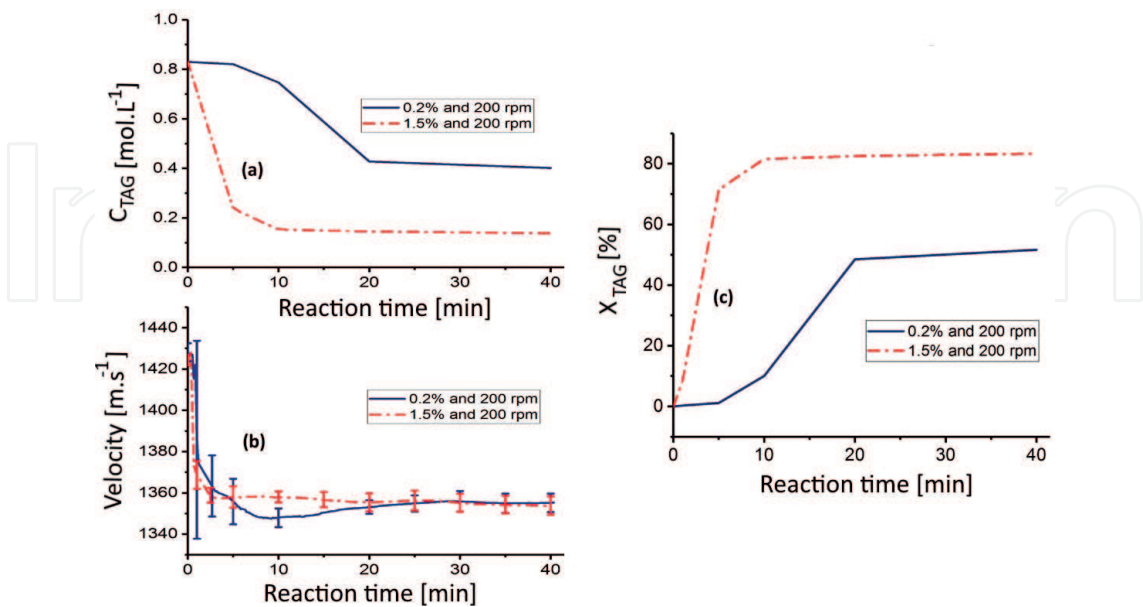 1.0
0.8
0.6
0.4
0.2
0.0
C_TAG [mol.L^-1]
0.2% and 200 rpm
1.5% and 200 rpm
(a)
0 10 20 30 40
Reaction time [min]
1440
1420
1400
1380
1360
1340
Velocity [m.s^-1]
0.2% and 200 rpm
1.5% and 200 rpm
(b)
0 10 20 30 40
Reaction time [min]
80
60
40
20
0
X_TAG [%]
(c)
0.2% and 200 rpm
1.5% and 200 rpm
0 10 20 30 40
Reaction time [min]